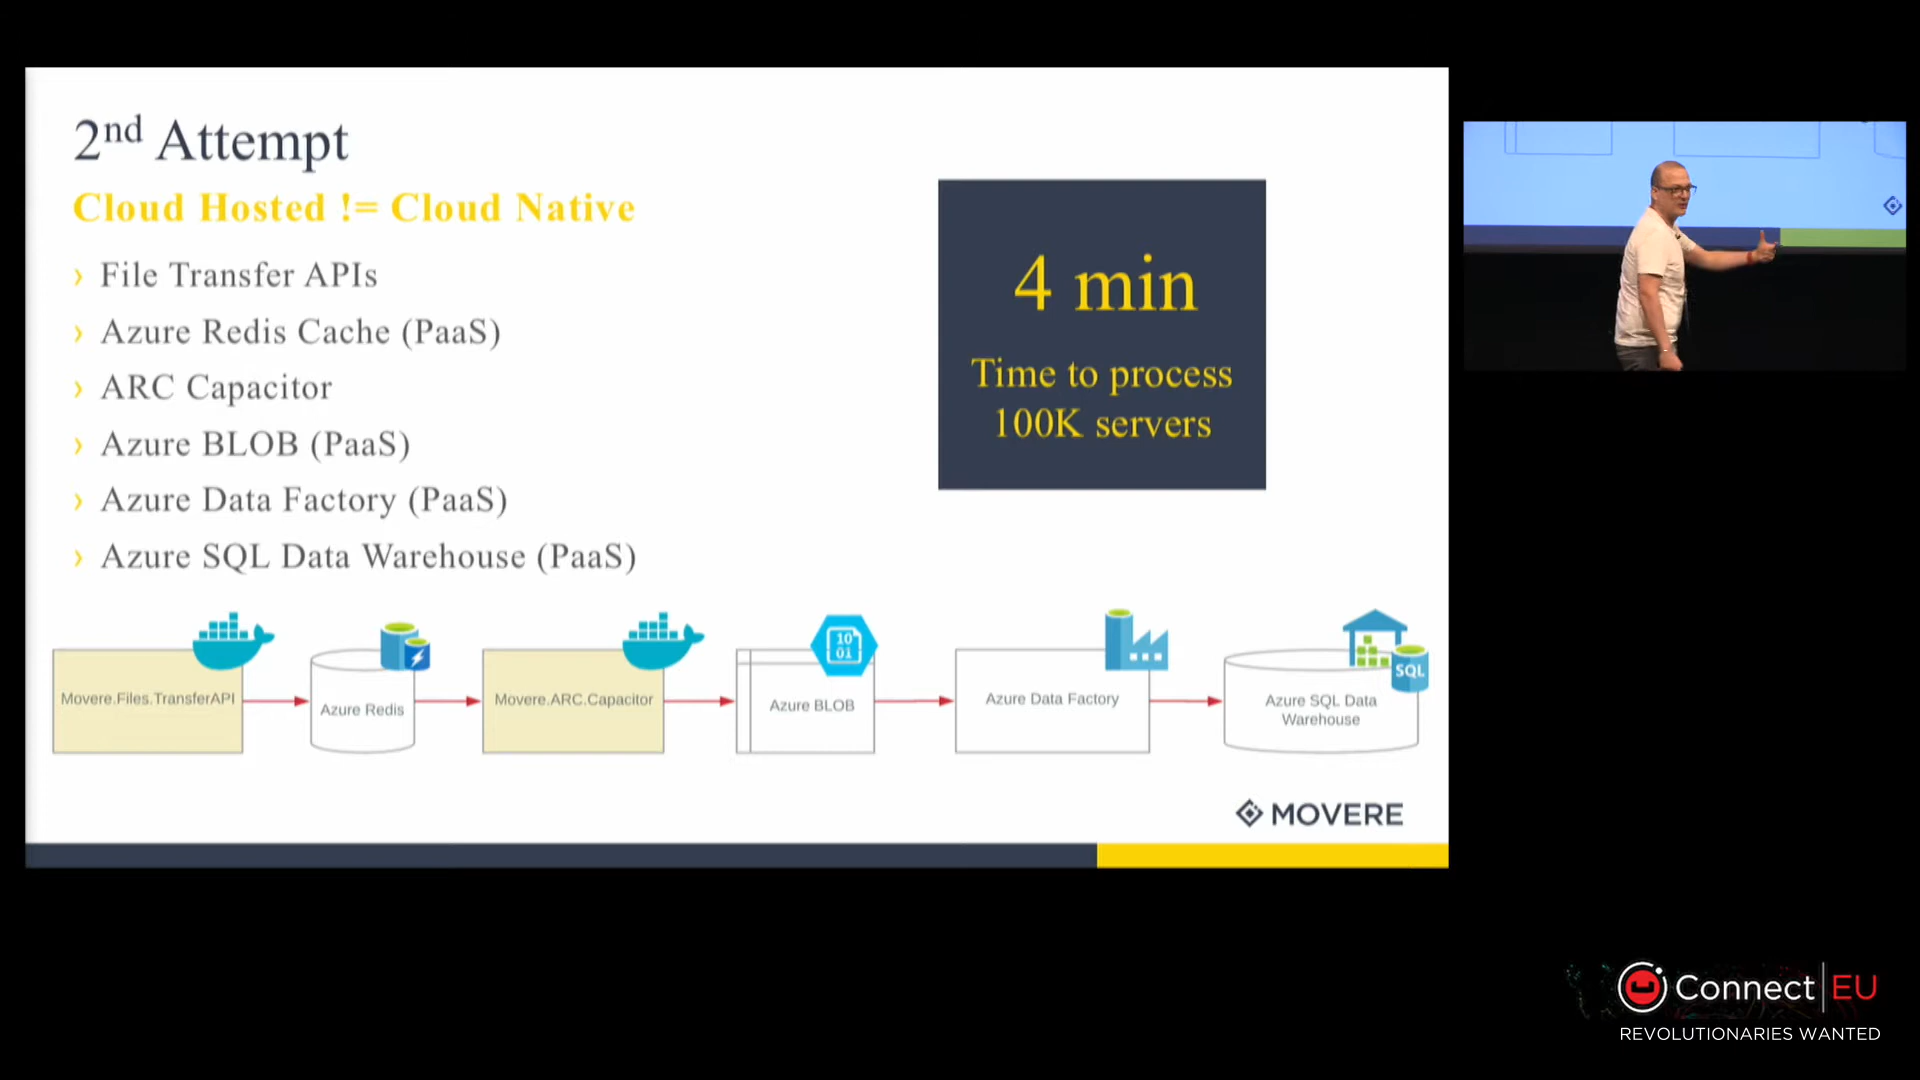 2nd Attempt
Cloud Hosted != Cloud Native
› File Transfer APIs
› Azure Redis Cache (PaaS)
› ARC Capacitor
› Azure BLOB (PaaS)
› Azure Data Factory (PaaS)
› Azure SQL Data Warehouse (PaaS)
4 min
Time to process
100K servers
Movere.Files.TransferAPI
Azure Redis
Movere.ARC.Capacitor
10
01
Azure BLOB
Azure Data Factory
SQL
Azure SQL Data
Warehouse
MOVERE
Connect|EU
REVOLUTIONARIES WANTED